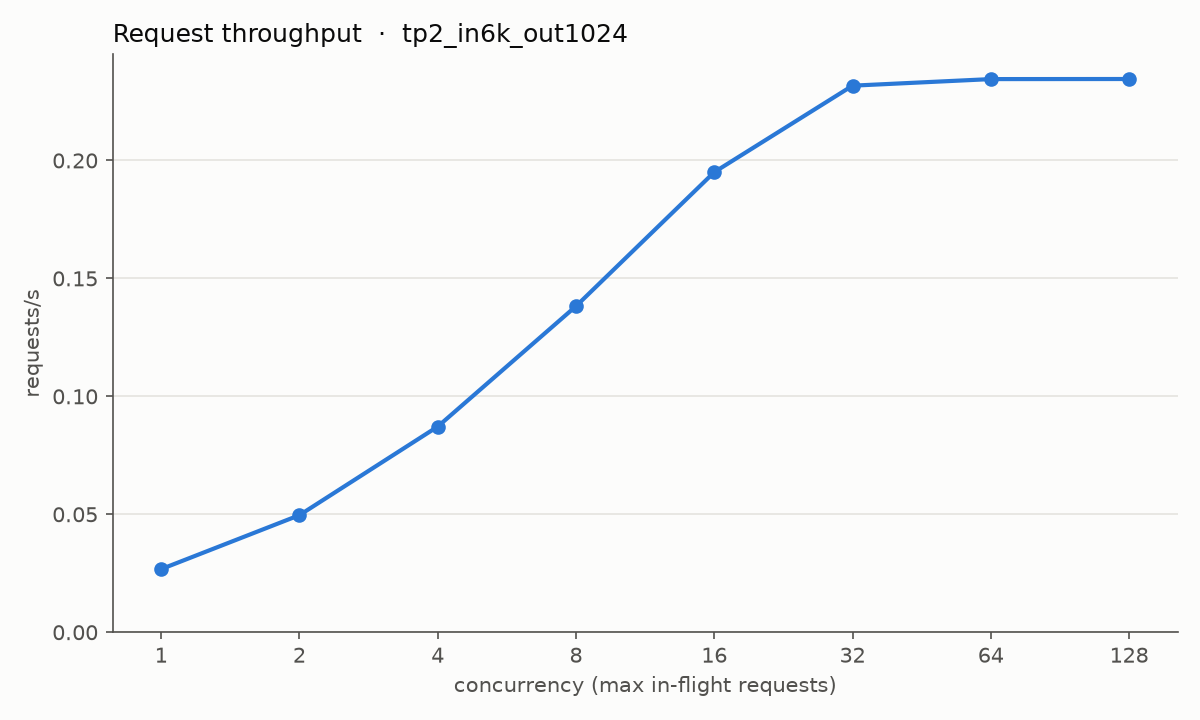 Request throughput · tp2_in6k_out1024
requests/s
0.20
0.15
0.10
0.05
0.00
1 2 4 8 16 32 64 128
concurrency (max in-flight requests)